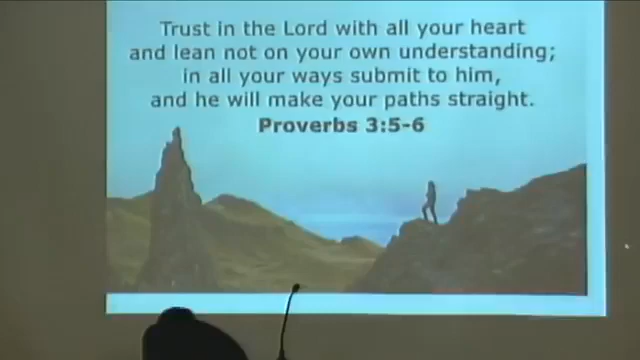 Trust in the Lord with all your heart
and lean not on your own understanding;
in all your ways submit to him,
and he will make your paths straight.
Proverbs 3:5-6